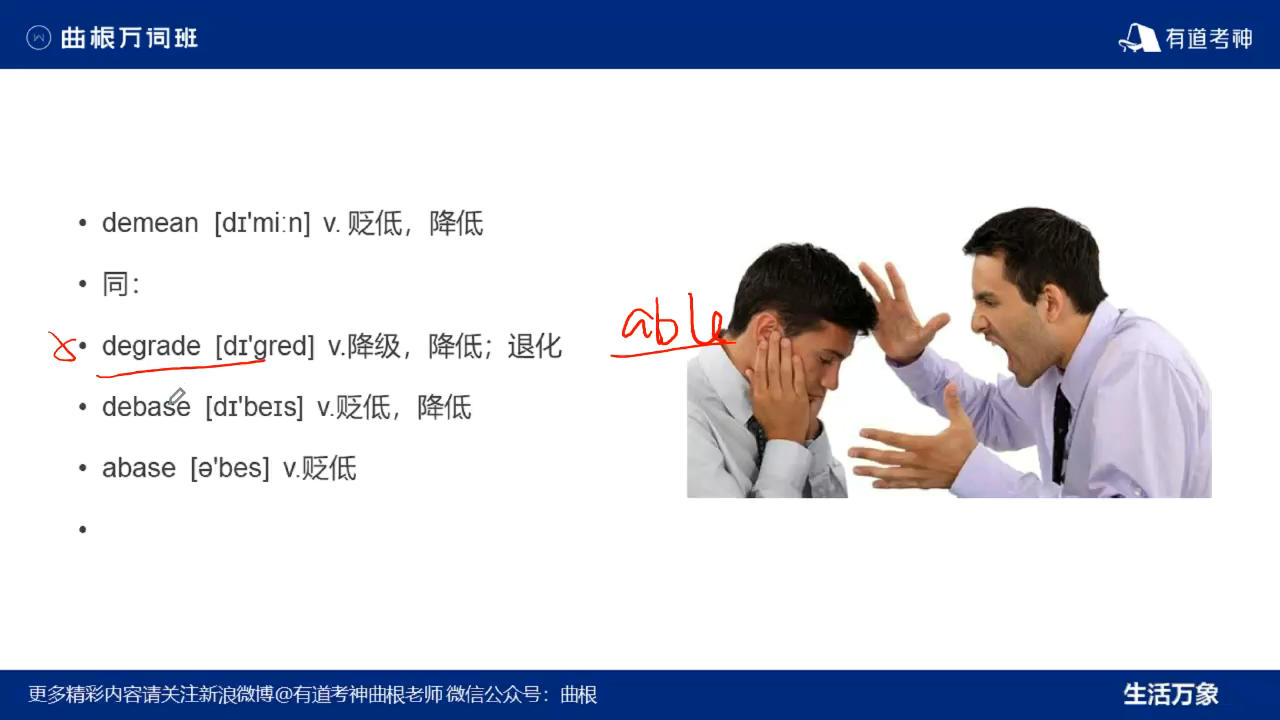 曲根万词班
有道考神
• demean [dɪ'miːn] v. 贬低，降低
• 同：
• degrade [dɪ'gred] v.降级，降低；退化
able
• debase [dɪ'beɪs] v.贬低，降低
• abase [ə'bes] v.贬低
•
更多精彩内容请关注新浪微博@有道考神曲根老师 微信公众号：曲根
生活万象